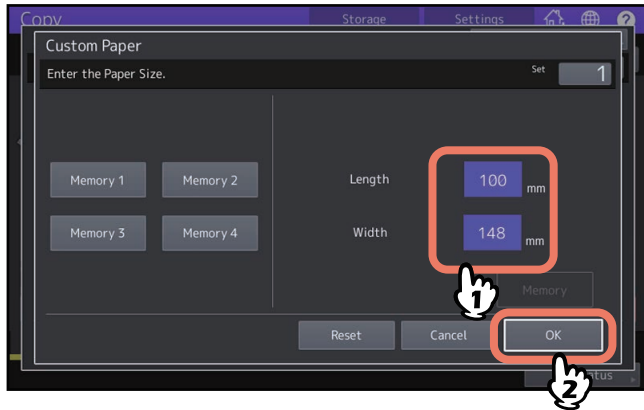 Copy Storage Settings
Custom Paper
Enter the Paper Size. Set 1
Memory 1 Memory 2 Length 100 mm
Memory 3 Memory 4 Width 148 mm
1
Memory
Reset Cancel OK
2